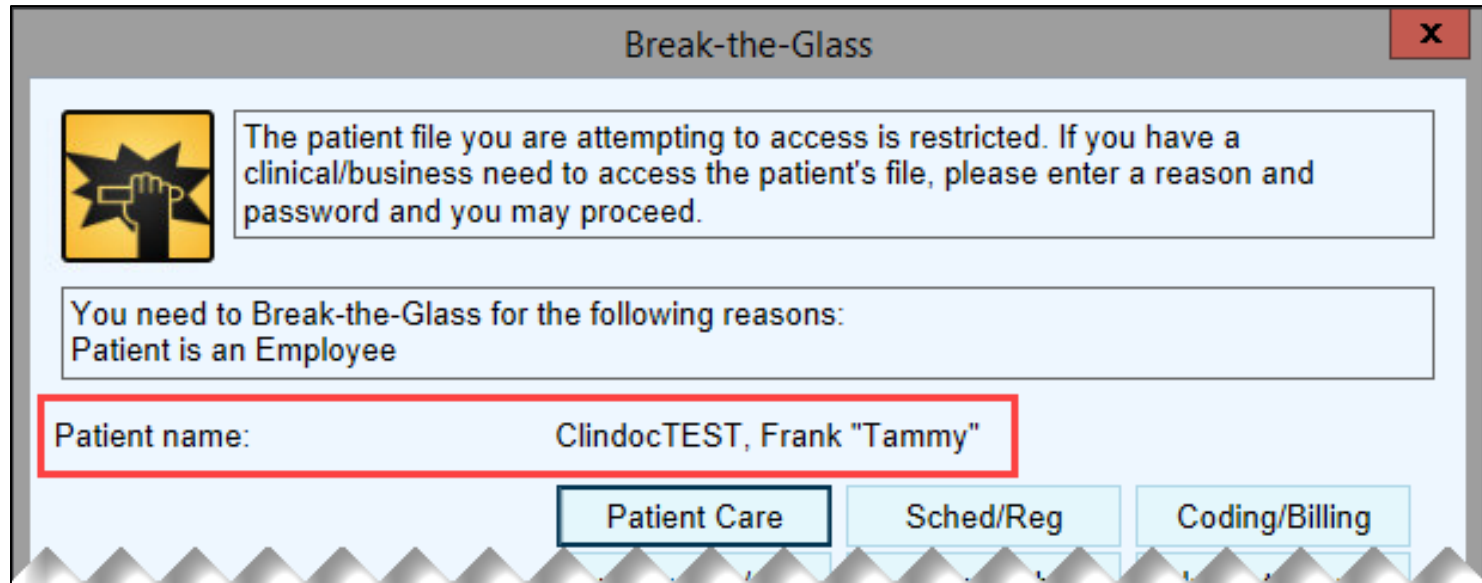 Break-the-Glass
x
The patient file you are attempting to access is restricted. If you have a
clinical/business need to access the patient's file, please enter a reason and
password and you may proceed.
You need to Break-the-Glass for the following reasons:
Patient is an Employee
Patient name: ClindocTEST, Frank "Tammy"
Patient Care Sched/Reg Coding/Billing